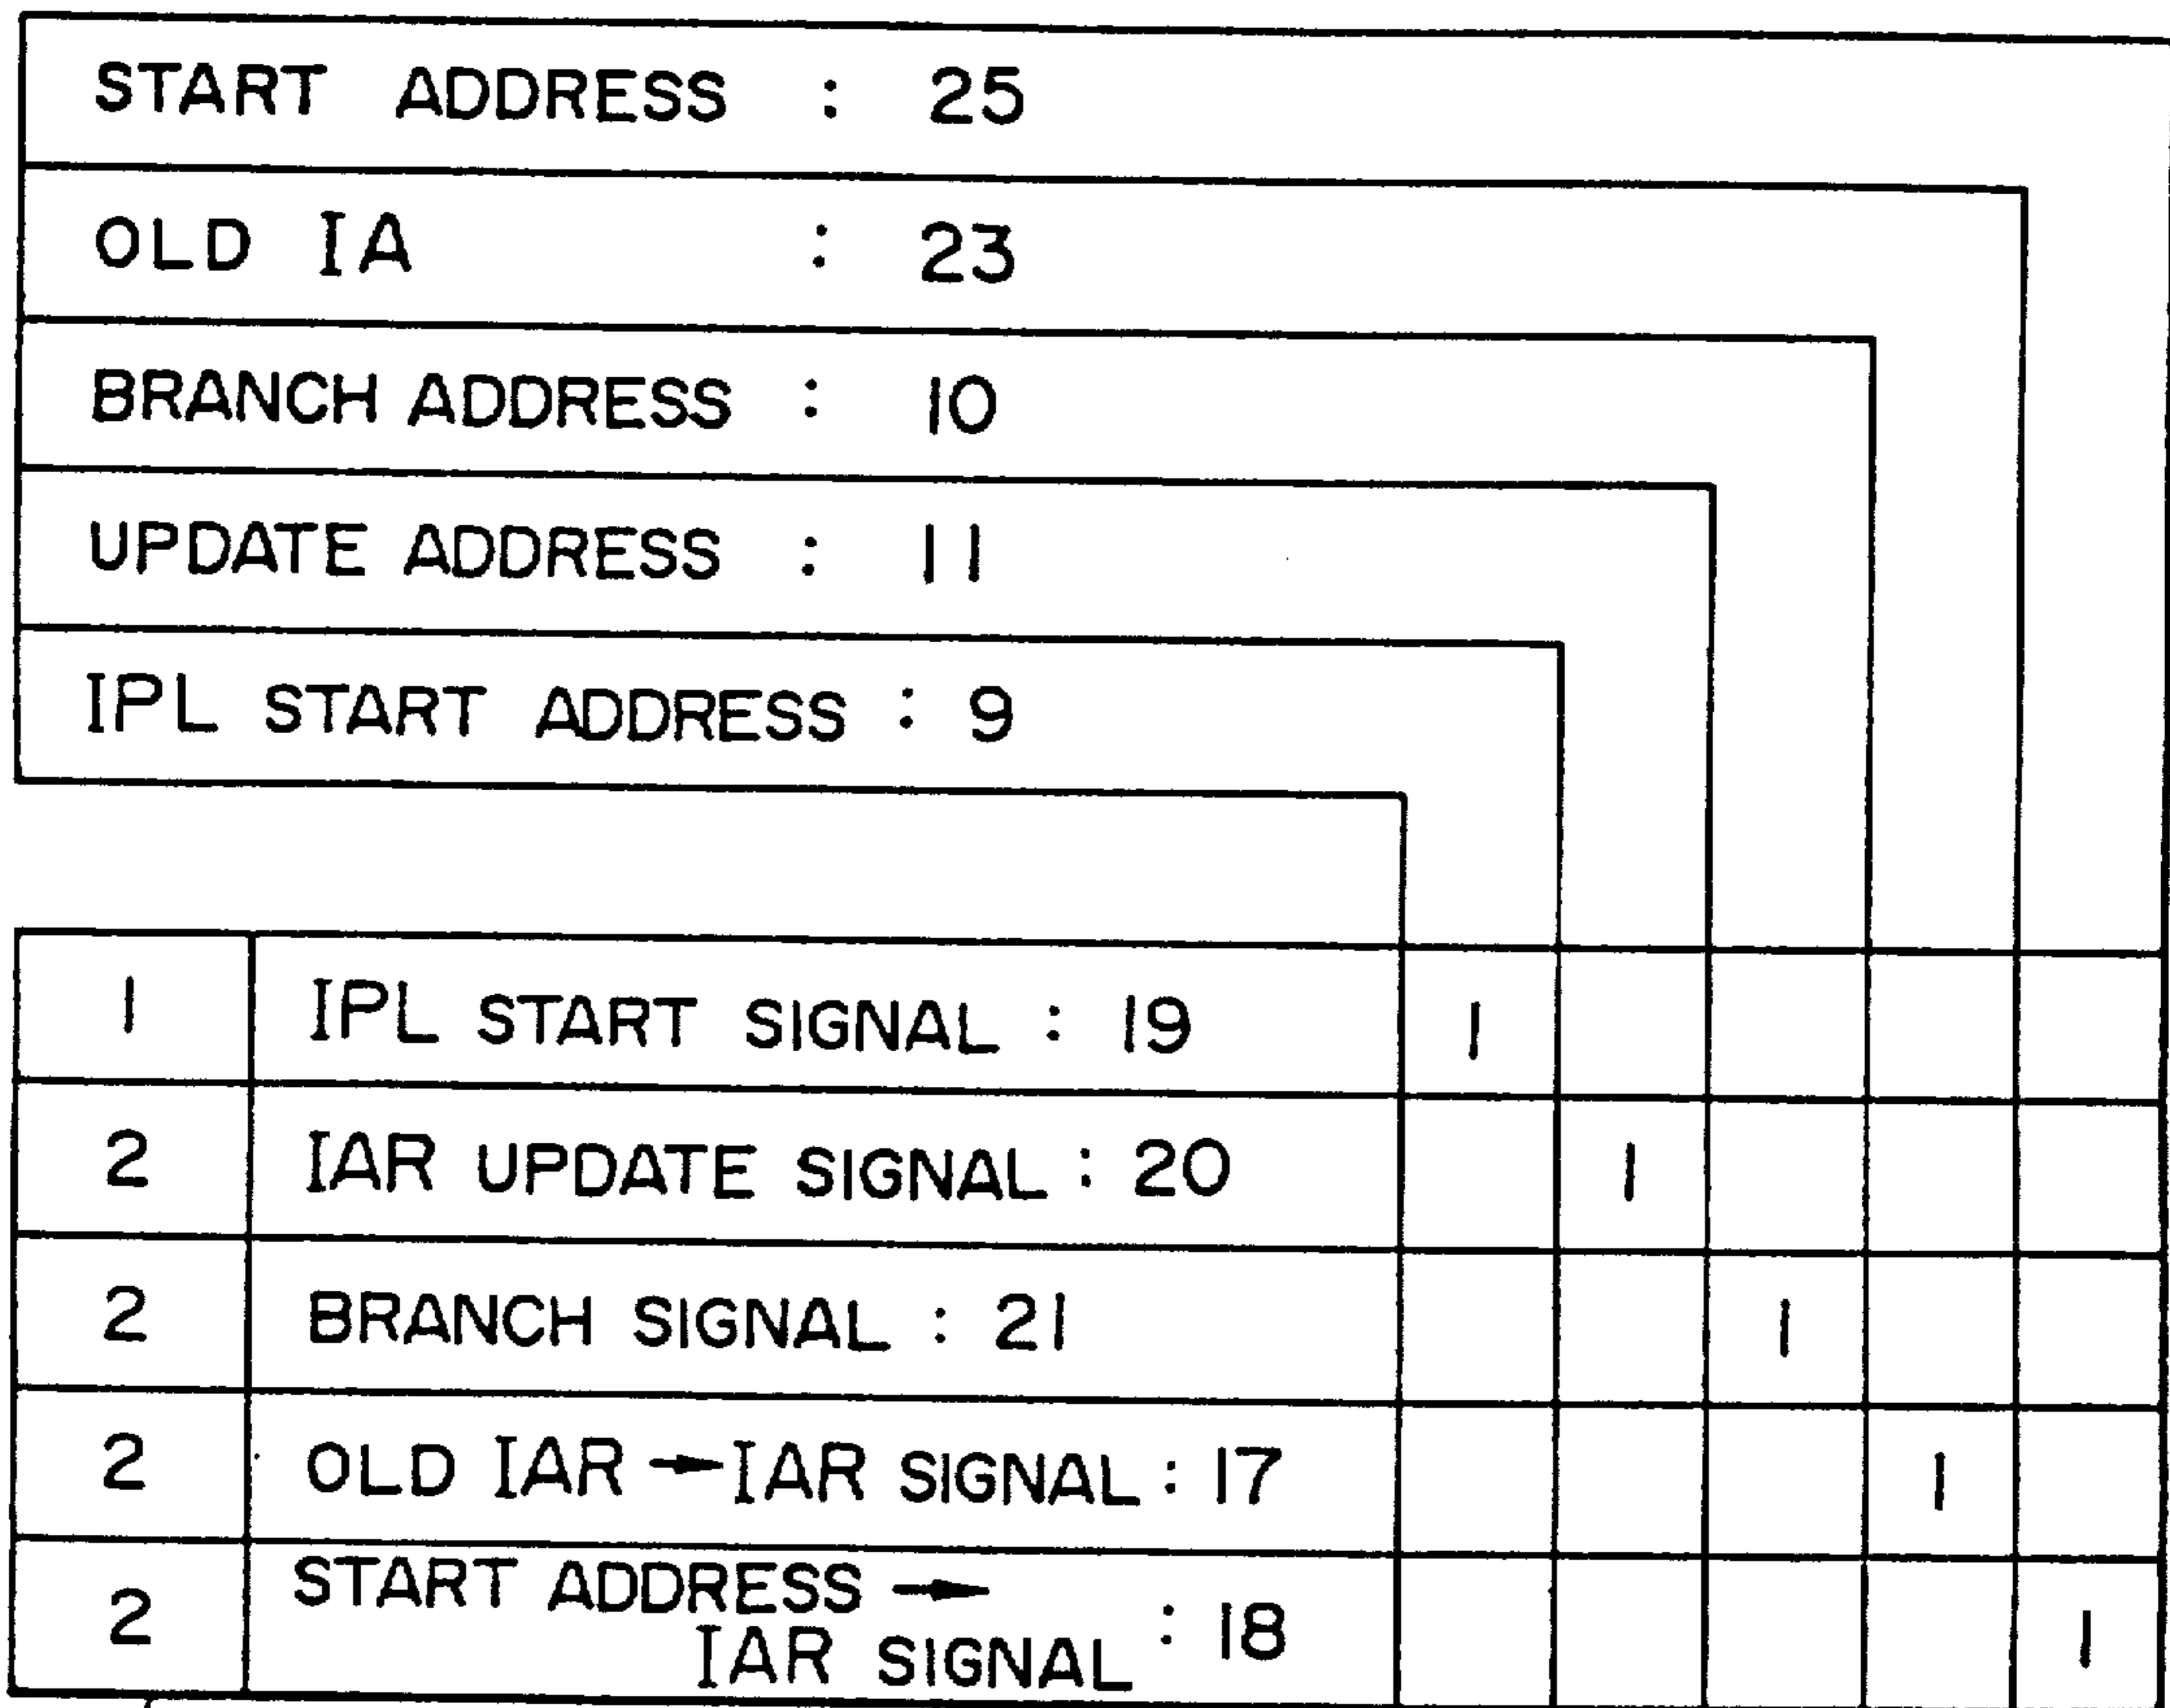 START ADDRESS : 25
OLD IA : 23
BRANCH ADDRESS : 10
UPDATE ADDRESS : 11
IPL START ADDRESS : 9
1 IPL START SIGNAL : 19 1
2 IAR UPDATE SIGNAL : 20 1
2 BRANCH SIGNAL : 21 1
2 OLD IAR → IAR SIGNAL : 17 1
2 START ADDRESS →
IAR SIGNAL : 18 1